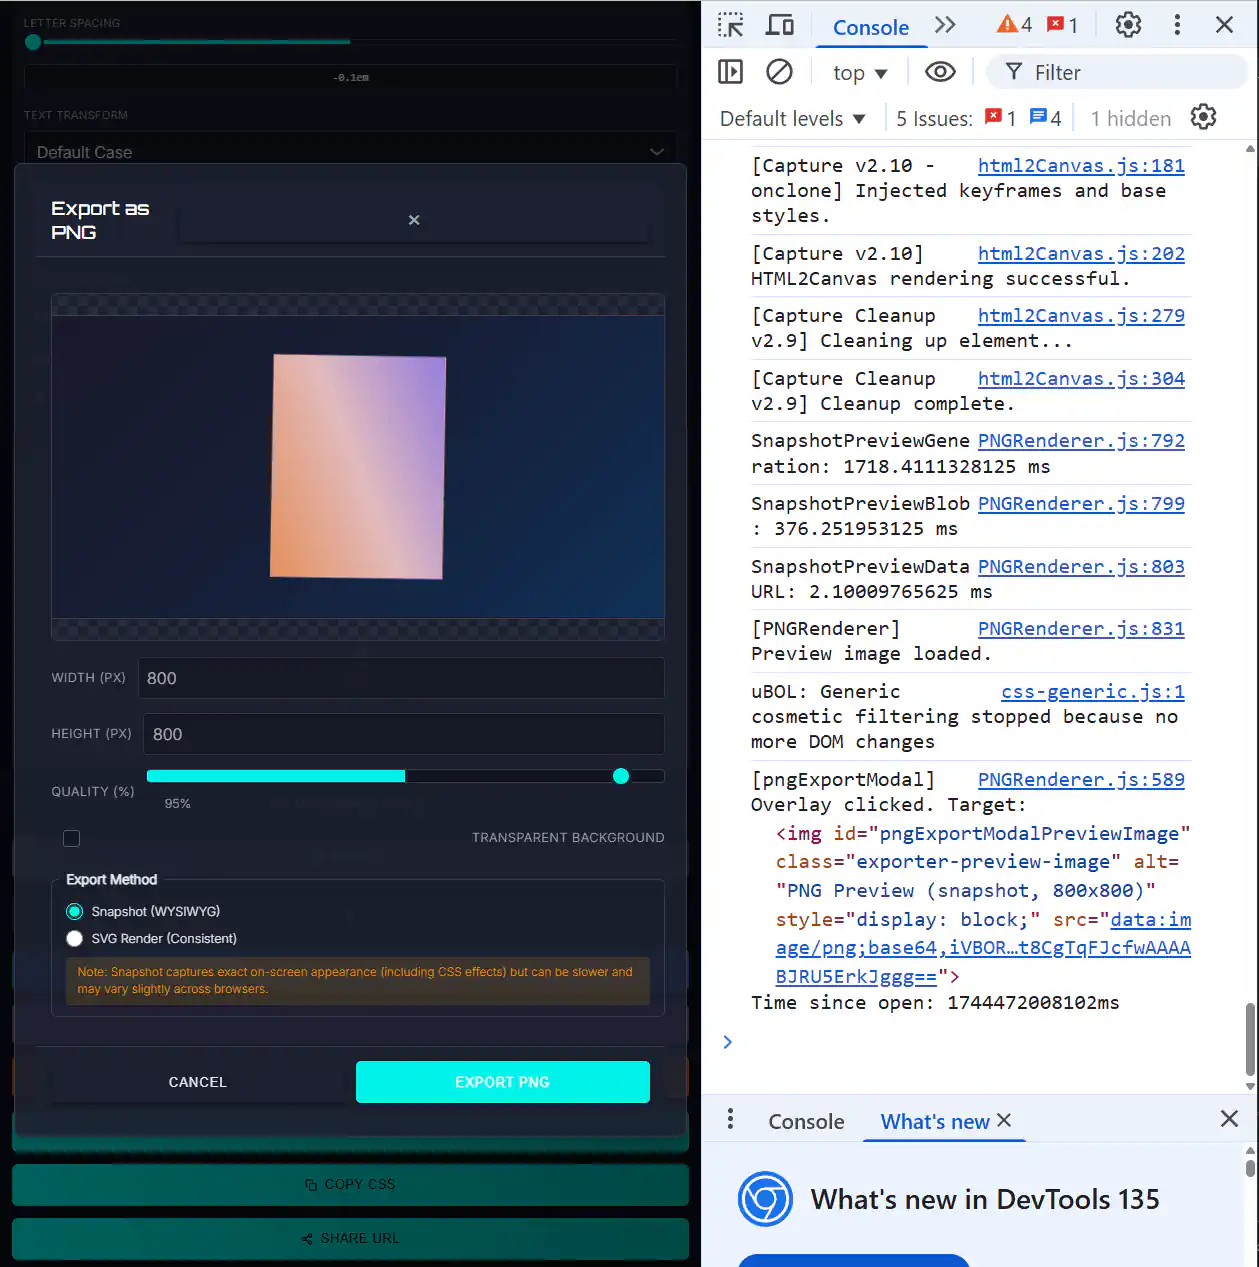 LETTER SPACING
-0.1em
TEXT TRANSFORM
Default Case
Export as
PNG
×
WIDTH (PX)
800
HEIGHT (PX)
800
QUALITY (%)
95%
TRANSPARENT BACKGROUND
Export Method
Snapshot (WYSIWYG)
SVG Render (Consistent)
Note: Snapshot captures exact on-screen appearance (including CSS effects) but can be slower and
may vary slightly across browsers.
CANCEL
EXPORT PNG
COPY CSS
SHARE URL
Console
4
1
top
Filter
Default levels
5 Issues:
1
4
1 hidden
[Capture v2.10 - html2Canvas.js:181
onclone] Injected keyframes and base
styles.
[Capture v2.10] html2Canvas.js:202
HTML2Canvas rendering successful.
[Capture Cleanup html2Canvas.js:279
v2.9] Cleaning up element...
[Capture Cleanup html2Canvas.js:304
v2.9] Cleanup complete.
SnapshotPreviewGene PNGRenderer.js:792
ration: 1718.4111328125 ms
SnapshotPreviewBlob PNGRenderer.js:799
: 376.251953125 ms
SnapshotPreviewData PNGRenderer.js:803
URL: 2.10009765625 ms
[PNGRenderer] PNGRenderer.js:831
Preview image loaded.
uBOL: Generic css-generic.js:1
cosmetic filtering stopped because no
more DOM changes
[pngExportModal] PNGRenderer.js:589
Overlay clicked. Target:
<img id="pngExportModalPreviewImage"
class="exporter-preview-image" alt=
"PNG Preview (snapshot, 800x800)"
style="display: block;" src="data:im
age/png;base64,iVBOR…t8CgTqFJcfwAAAA
BJRU5ErkJggg==">
Time since open: 1744472008102ms
Console
What's new
What's new in DevTools 135